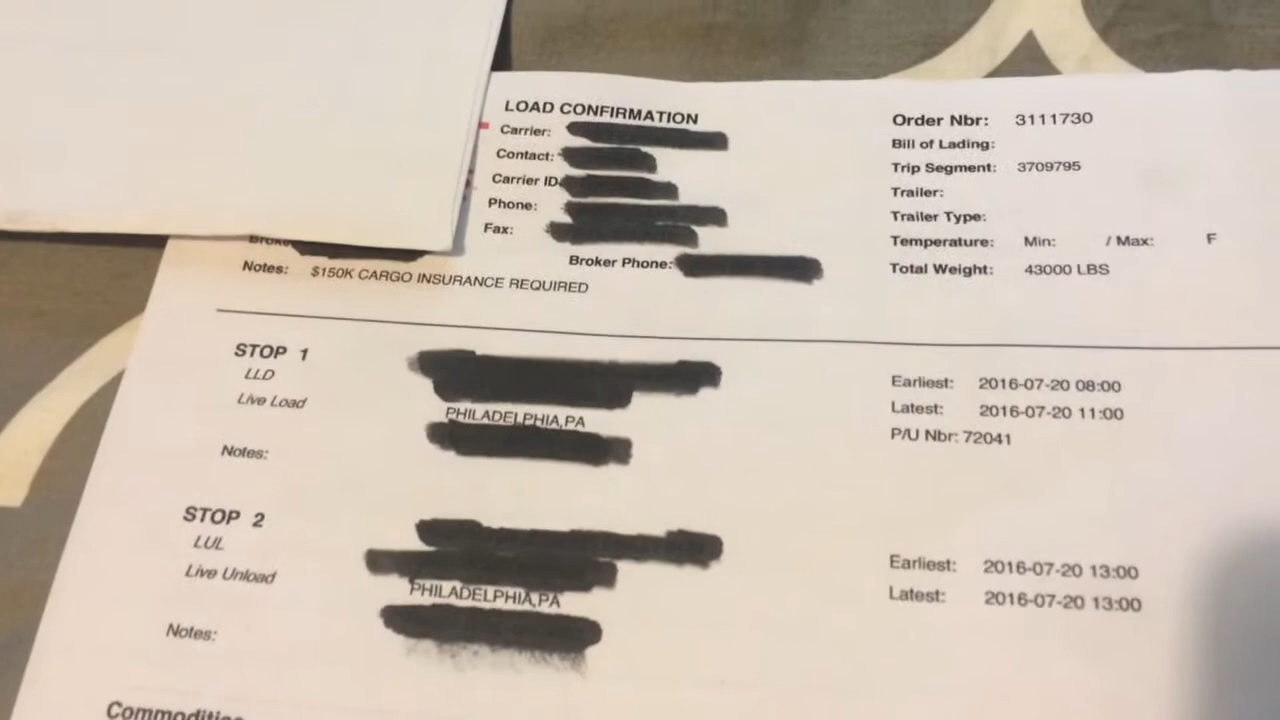 LOAD CONFIRMATION
Carrier:
Contact:
Carrier ID
Phone:
Fax:
Broker Phone:
Notes: $150K CARGO INSURANCE REQUIRED
Order Nbr: 3111730
Bill of Lading:
Trip Segment: 3709795
Trailer:
Trailer Type:
Temperature: Min: / Max: F
Total Weight: 43000 LBS
STOP 1
LLD
Live Load
PHILADELPHIA,PA
Notes:
Earliest: 2016-07-20 08:00
Latest: 2016-07-20 11:00
P/U Nbr: 72041
STOP 2
LUL
Live Unload
PHILADELPHIA,PA
Notes:
Earliest: 2016-07-20 13:00
Latest: 2016-07-20 13:00